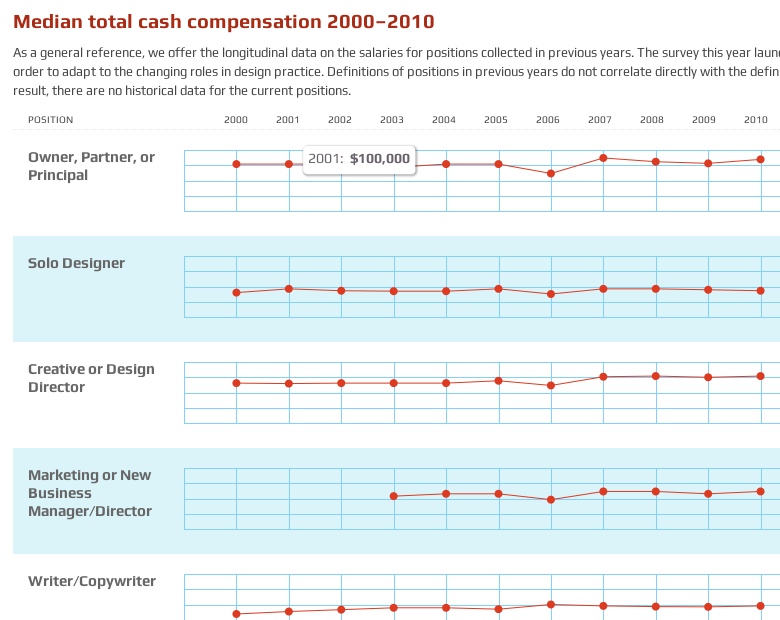 Median total cash compensation 2000–2010
As a general reference, we offer the longitudinal data on the salaries for positions collected in previous years. The survey this year
order to adapt to the changing roles in design practice. Definitions of positions in previous years do not correlate directly with the
result, there are no historical data for the current positions.
POSITION 2000 2001 2002 2003 2004 2005 2006 2007 2008 2009 2010
Owner, Partner, or
Principal
2001: $100,000
Solo Designer
Creative or Design
Director
Marketing or New
Business
Manager/Director
Writer/Copywriter